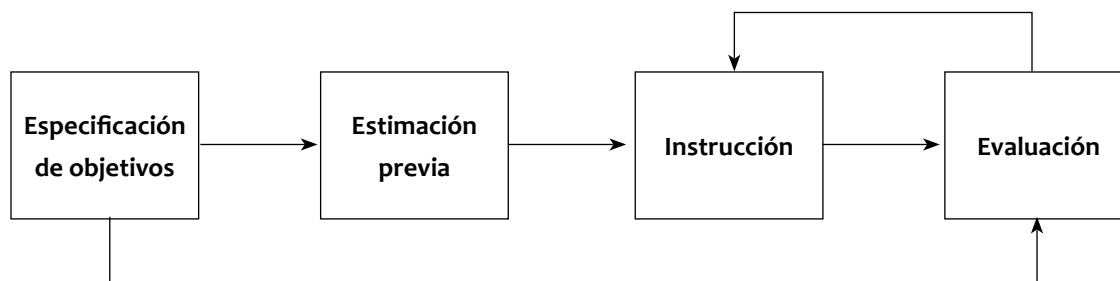 Especificación
de objetivos
Estimación
previa
Instrucción
Evaluación